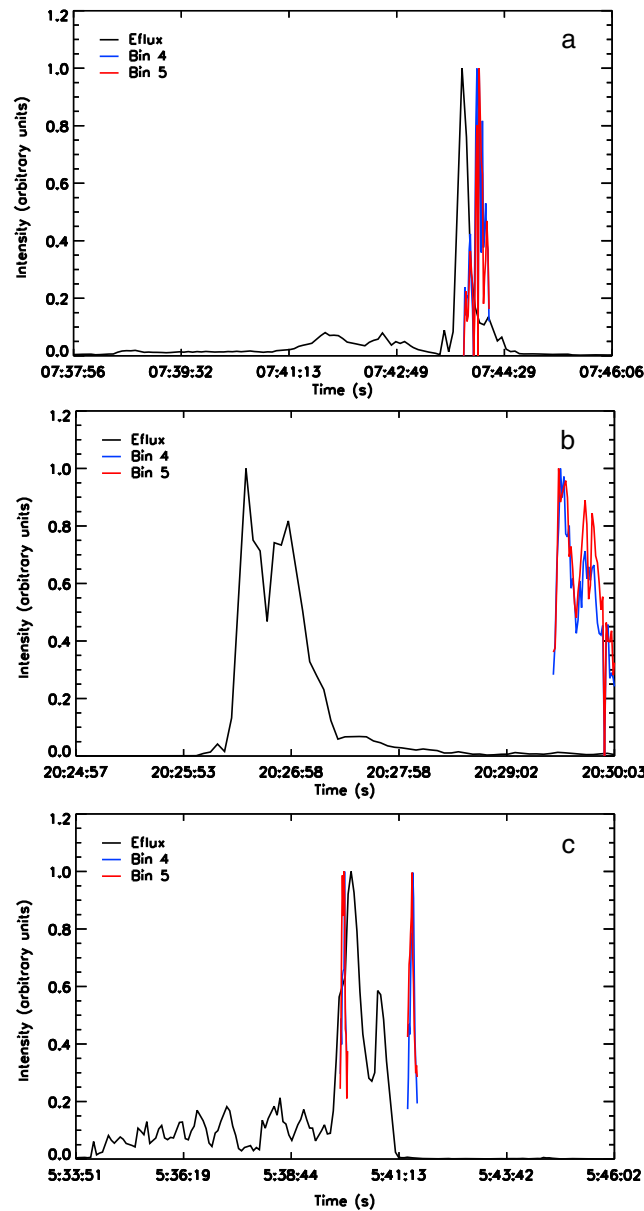 a
Eflux
Bin 4
Bin 5
1.2
1.0
0.8
0.6
0.4
0.2
0.0
Intensity (arbitrary units)
07:37:56 07:39:32 07:41:13 07:42:49 07:44:29 07:46:06
Time (s)
b
Eflux
Bin 4
Bin 5
1.2
1.0
0.8
0.6
0.4
0.2
0.0
Intensity (arbitrary units)
20:24:57 20:25:53 20:26:58 20:27:58 20:29:02 20:30:03
Time (s)
c
Eflux
Bin 4
Bin 5
1.2
1.0
0.8
0.6
0.4
0.2
0.0
Intensity (arbitrary units)
5:33:51 5:36:19 5:38:44 5:41:13 5:43:42 5:46:02
Time (s)